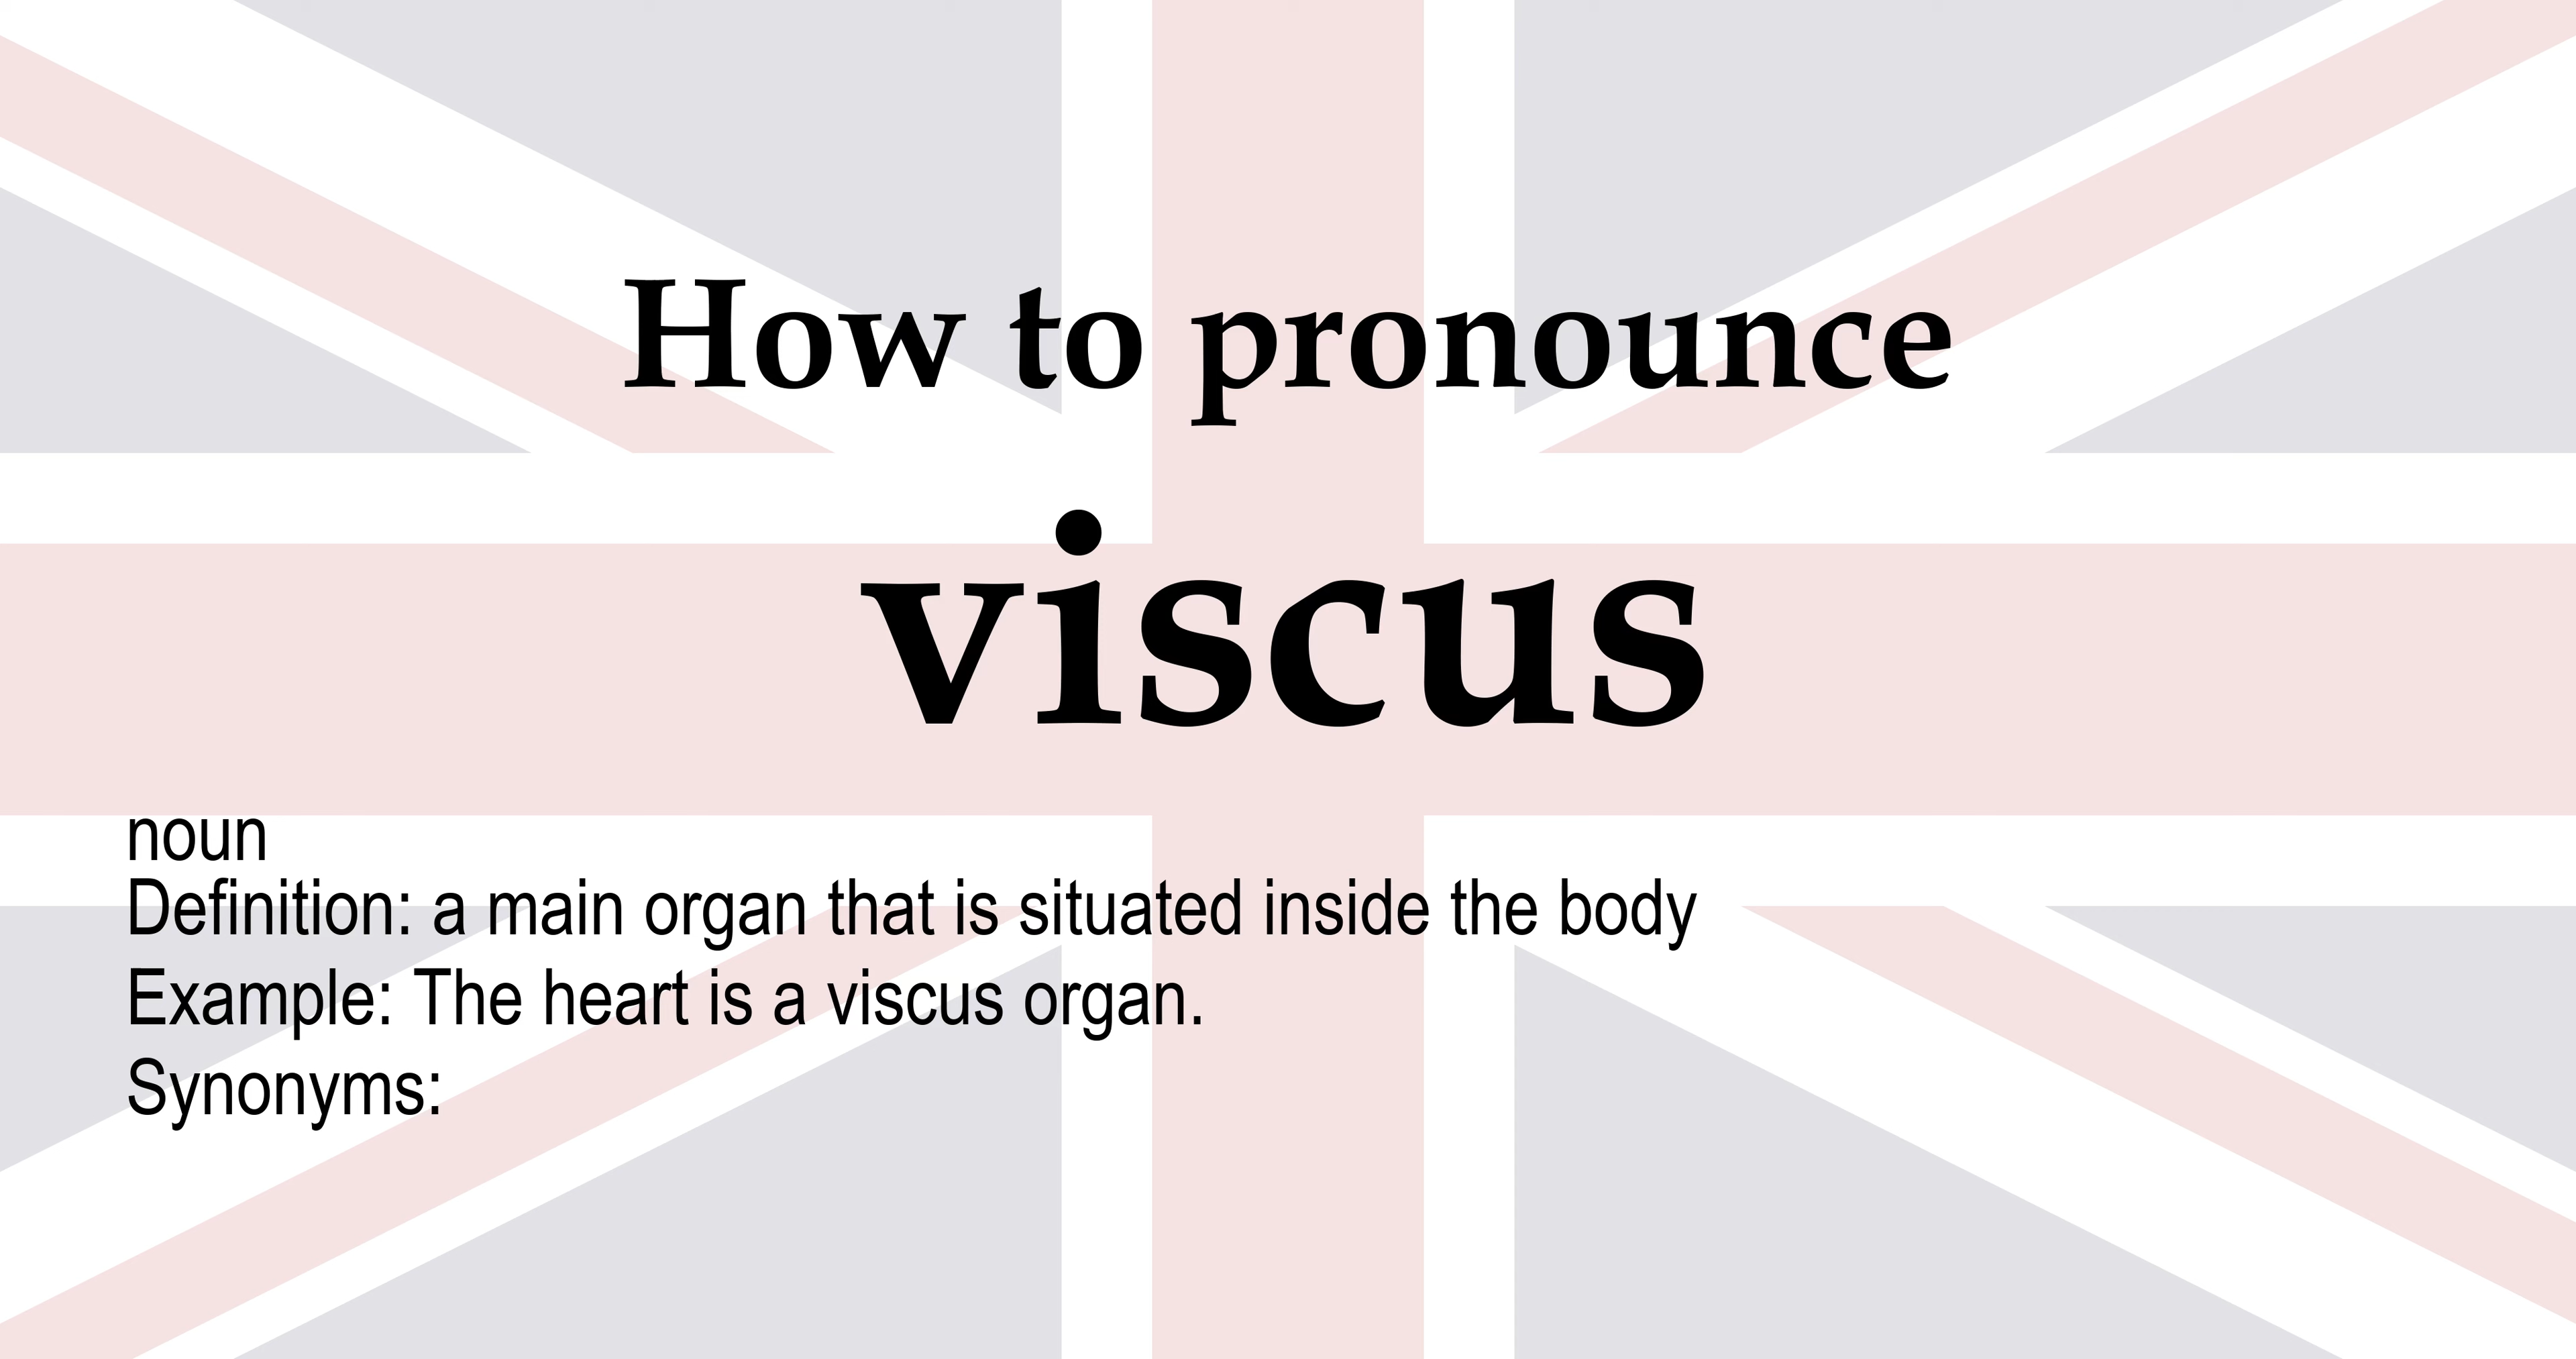 How to pronounce
viscus
noun
Definition: a main organ that is situated inside the body
Example: The heart is a viscus organ.
Synonyms: